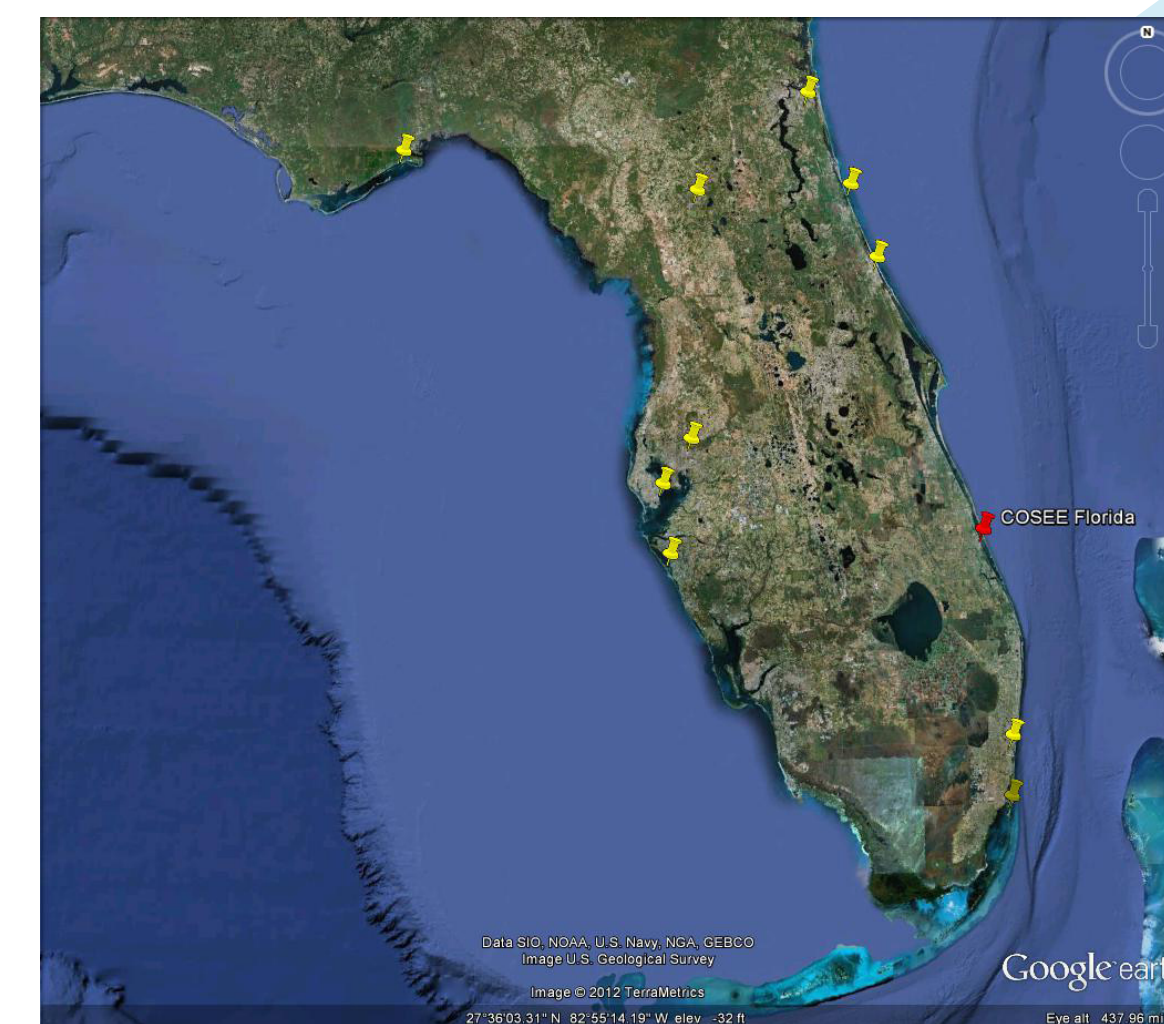 N
COSEE Florida
Data SIO, NOAA, U.S. Navy, NGA, GEBCO
Image U.S. Geological Survey
Google eart
Image © 2012 TerraMetrics
27°36'03.31" N 82°55'14.19" W elev -32 ft
Eye alt 437.96 mi